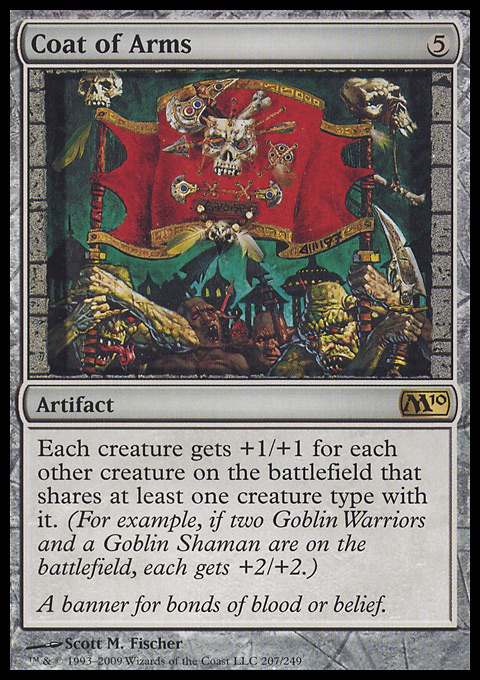 Coat of Arms 5
Artifact M10
Each creature gets +1/+1 for each
other creature on the battlefield that
shares at least one creature type with
it. (For example, if two Goblin Warriors
and a Goblin Shaman are on the
battlefield, each gets +2/+2.)
A banner for bonds of blood or belief.
Scott M. Fischer
™ & © 1993–2009 Wizards of the Coast LLC 207/249